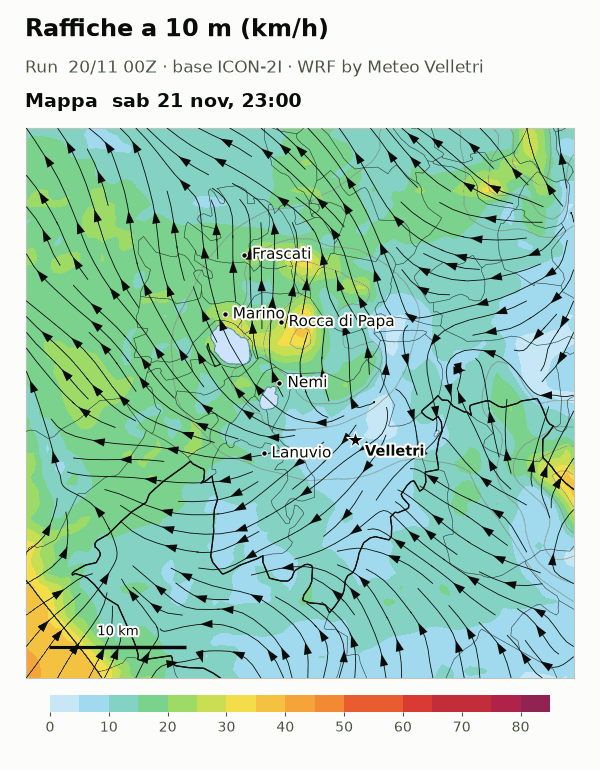 Raffiche a 10 m (km/h)
Run  20/11 00Z · base ICON-2I · WRF by Meteo Velletri
Mappa  sab 21 nov, 23:00
Frascati
Marino
Rocca di Papa
Nemi
Lanuvio
Velletri
10 km
0 10 20 30 40 50 60 70 80